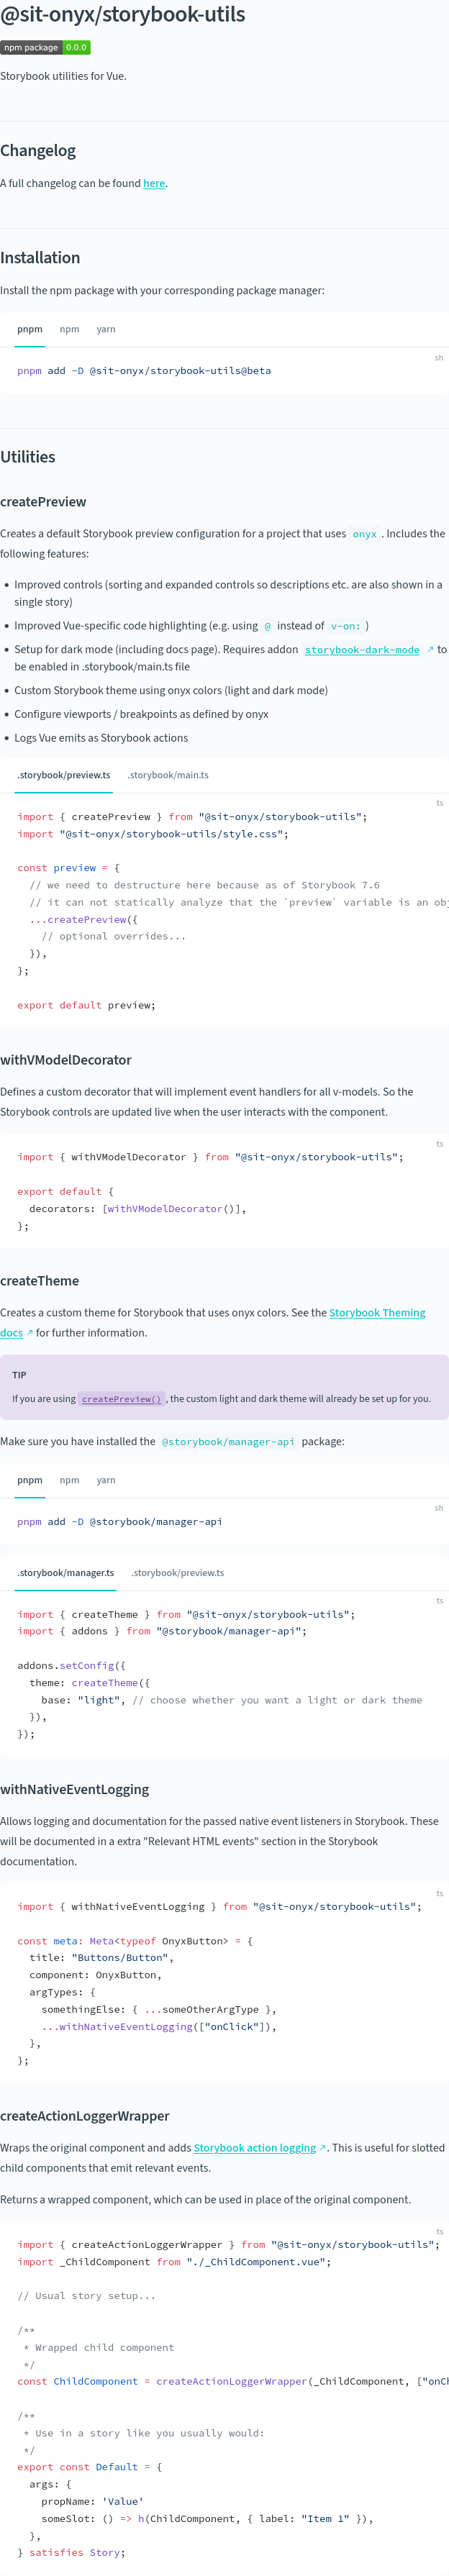 @sit-onyx/storybook-utils
npm package 0.0.0
Storybook utilities for Vue.
Changelog
A full changelog can be found here.
Installation
Install the npm package with your corresponding package manager:
pnpm npm yarn
sh
pnpm add -D @sit-onyx/storybook-utils@beta
Utilities
createPreview
Creates a default Storybook preview configuration for a project that uses onyx . Includes the
following features:
• Improved controls (sorting and expanded controls so descriptions etc. are also shown in a
single story)
• Improved Vue-specific code highlighting (e.g. using @ instead of v-on: )
• Setup for dark mode (including docs page). Requires addon storybook-dark-mode ↗ to
be enabled in .storybook/main.ts file
• Custom Storybook theme using onyx colors (light and dark mode)
• Configure viewports / breakpoints as defined by onyx
• Logs Vue emits as Storybook actions
.storybook/preview.ts .storybook/main.ts
ts
import { createPreview } from "@sit-onyx/storybook-utils";
import "@sit-onyx/storybook-utils/style.css";
const preview = {
// we need to destructure here because as of Storybook 7.6
// it can not statically analyze that the `preview` variable is an obj
...createPreview({
// optional overrides...
}),
};
export default preview;
withVModelDecorator
Defines a custom decorator that will implement event handlers for all v-models. So the
Storybook controls are updated live when the user interacts with the component.
ts
import { withVModelDecorator } from "@sit-onyx/storybook-utils";
export default {
decorators: [withVModelDecorator()],
};
createTheme
Creates a custom theme for Storybook that uses onyx colors. See the Storybook Theming
docs ↗ for further information.
TIP
If you are using createPreview() , the custom light and dark theme will already be set up for you.
Make sure you have installed the @storybook/manager-api package:
pnpm npm yarn
sh
pnpm add -D @storybook/manager-api
.storybook/manager.ts .storybook/preview.ts
ts
import { createTheme } from "@sit-onyx/storybook-utils";
import { addons } from "@storybook/manager-api";
addons.setConfig({
theme: createTheme({
base: "light", // choose whether you want a light or dark theme
}),
});
withNativeEventLogging
Allows logging and documentation for the passed native event listeners in Storybook. These
will be documented in a extra "Relevant HTML events" section in the Storybook
documentation.
ts
import { withNativeEventLogging } from "@sit-onyx/storybook-utils";
const meta: Meta<typeof OnyxButton> = {
title: "Buttons/Button",
component: OnyxButton,
argTypes: {
somethingElse: { ...someOtherArgType },
...withNativeEventLogging(["onClick"]),
},
};
createActionLoggerWrapper
Wraps the original component and adds Storybook action logging ↗. This is useful for slotted
child components that emit relevant events.
Returns a wrapped component, which can be used in place of the original component.
ts
import { createActionLoggerWrapper } from "@sit-onyx/storybook-utils";
import _ChildComponent from "./_ChildComponent.vue";
// Usual story setup...
/**
* Wrapped child component
*/
const ChildComponent = createActionLoggerWrapper(_ChildComponent, ["onCl
/**
* Use in a story like you usually would:
*/
export const Default = {
args: {
propName: 'Value'
someSlot: () => h(ChildComponent, { label: "Item 1" }),
},
} satisfies Story;